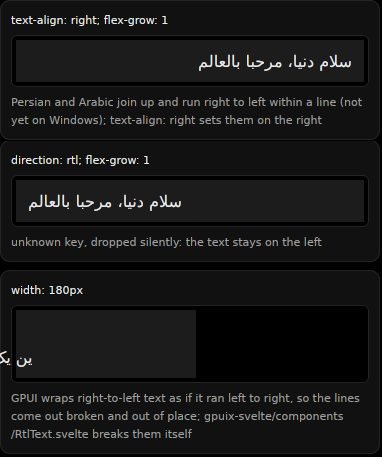 text-align: right; flex-grow: 1
سلام دنیا، مرحبا بالعالم
Persian and Arabic join up and run right to left within a line (not
yet on Windows); text-align: right sets them on the right
direction: rtl; flex-grow: 1
سلام دنیا، مرحبا بالعالم
unknown key, dropped silently: the text stays on the left
width: 180px
ین یک
GPUI wraps right-to-left text as if it ran left to right, so the lines
come out broken and out of place; gpuix-svelte/components
/RtlText.svelte breaks them itself